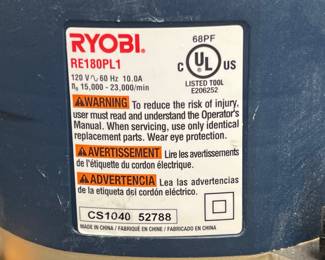 RYOBI.
68PF
RE180PL1
120 V ∿ 60 Hz 10.0A
n₀ 15,000 - 23,000/min
C UL US
LISTED TOOL
E206252
WARNING To reduce the risk of injury,
user must read and understand the Operator's
Manual. When servicing, use only identical
replacement parts. Wear eye protection.
AVERTISSEMENT Lire les avertissements
de l'étiquette du cordon électrique.
ADVERTENCIA Lea las advertencias
de la etiqueta del cordón eléctrico.
CS1040 52788
MADE IN CHINA / FABRIQUÉ EN CHINE / HECHO EN CHINA